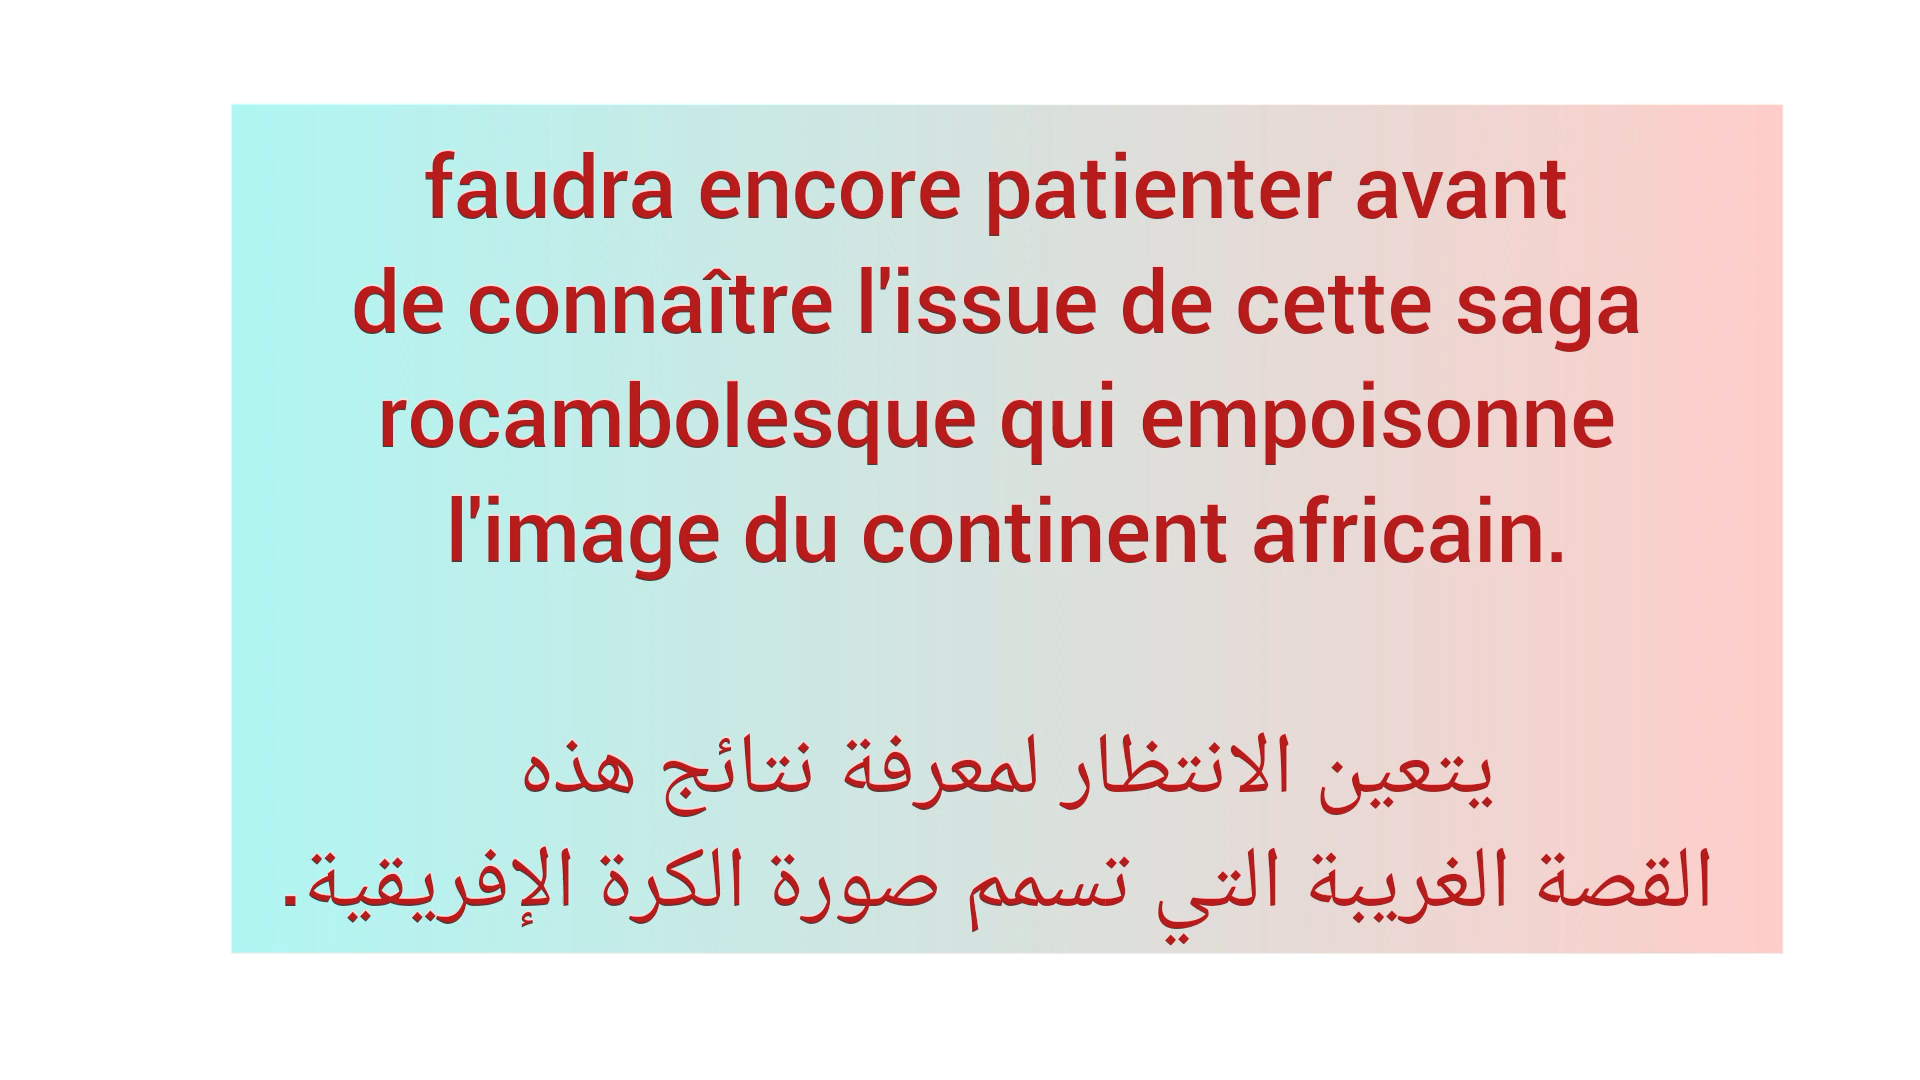 faudra encore patienter avant
de connaître l'issue de cette saga
rocambolesque qui empoisonne
l'image du continent africain.
يتعين الانتظار لمعرفة نتائج هذه
القصة الغريبة التي تسمم صورة الكرة الإفريقية.